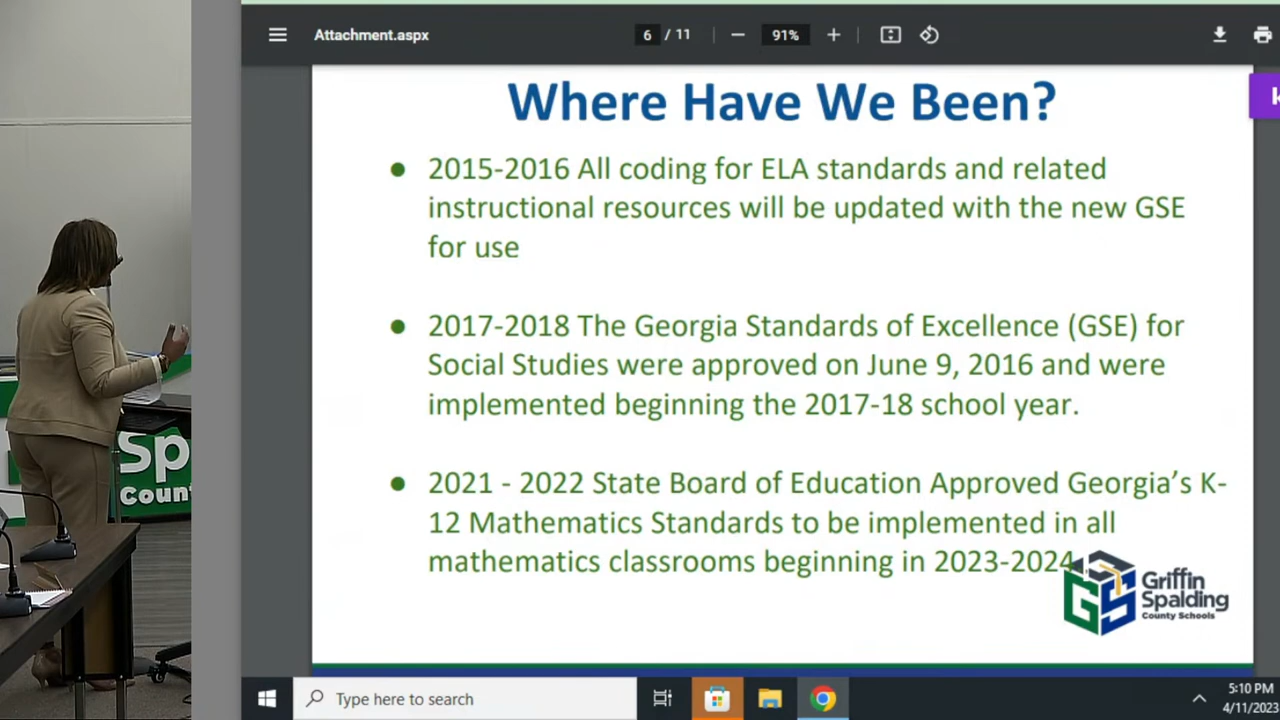 Attachment.aspx
6 / 11
91%
Where Have We Been?
● 2015-2016 All coding for ELA standards and related
instructional resources will be updated with the new GSE
for use
● 2017-2018 The Georgia Standards of Excellence (GSE) for
Social Studies were approved on June 9, 2016 and were
implemented beginning the 2017-18 school year.
● 2021 - 2022 State Board of Education Approved Georgia's K-
12 Mathematics Standards to be implemented in all
mathematics classrooms beginning in 2023-2024
GS
Griffin
Spalding
County Schools
Sp
Coun
Type here to search
5:10 PM
4/11/2023